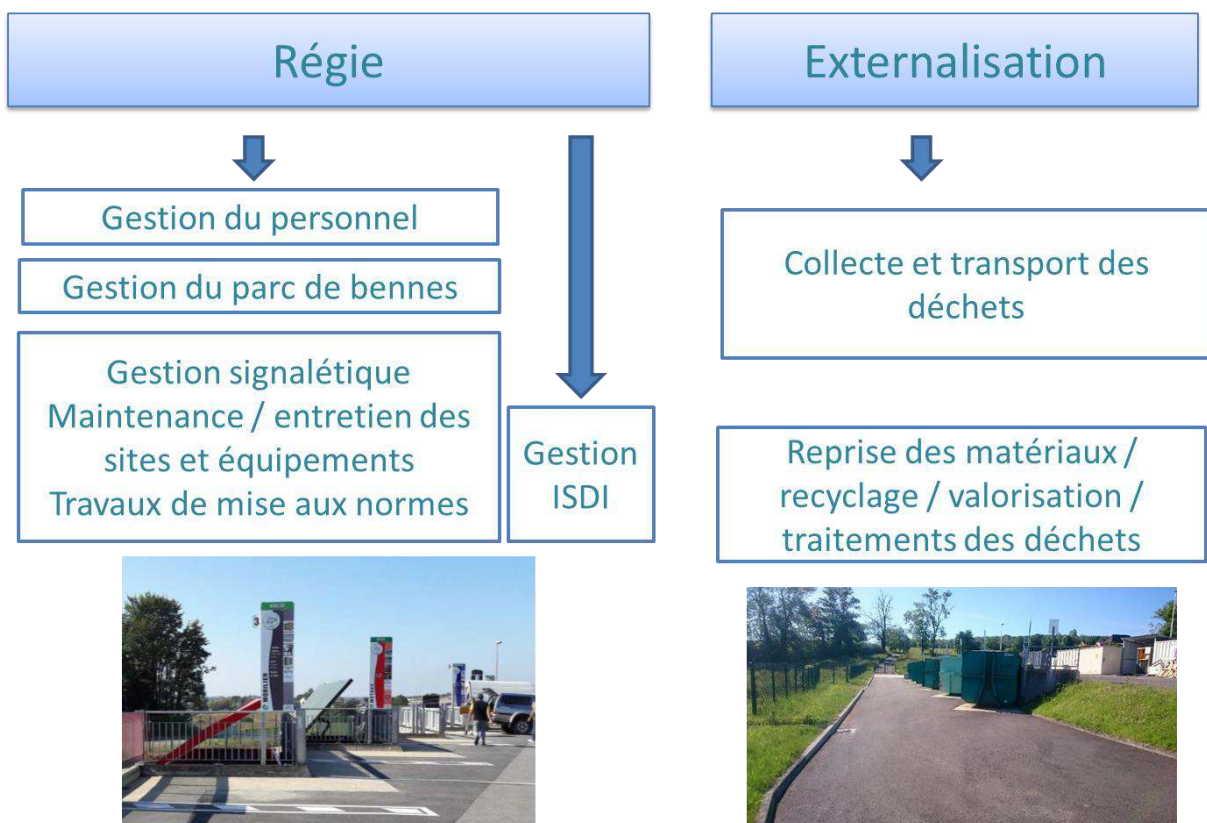 Régie
Gestion du personnel
Gestion du parc de bennes
Gestion signalétique
Maintenance / entretien des
sites et équipements
Travaux de mise aux normes
Gestion
ISDI
Externalisation
Collecte et transport des
déchets
Reprise des matériaux /
recyclage / valorisation /
traitements des déchets
3
MOBILIER